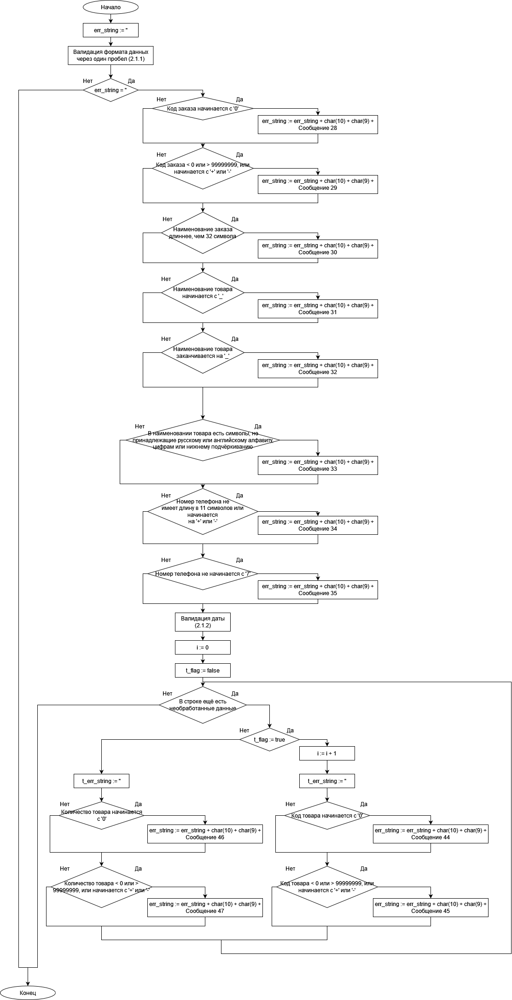 Начало
err_string := "
Валидация формата данных
через один пробел (2.1.1)
Нет
Да
err_string = "
Нет
Да
Код заказа начинается с '0'
err_string := err_string + char(10) + char(9) +
Сообщение 28
Нет
Да
Код заказа < 0 или > 99999999, или
начинается с '+' или '-'
err_string := err_string + char(10) + char(9) +
Сообщение 29
Нет
Да
Наименование заказа
длиннее, чем 32 символа
err_string := err_string + char(10) + char(9) +
Сообщение 30
Нет
Да
Наименование товара
начинается с '_'
err_string := err_string + char(10) + char(9) +
Сообщение 31
Нет
Да
Наименование товара
заканчивается на '_'
err_string := err_string + char(10) + char(9) +
Сообщение 32
Нет
Да
В наименовании товара есть символы, не
принадлежащие русскому или английскому алфавиту,
цифрам или нижнему подчёркиванию
err_string := err_string + char(10) + char(9) +
Сообщение 33
Нет
Да
Номер телефона не
имеет длину в 11 символов или
начинается
на '+' или '-'
err_string := err_string + char(10) + char(9) +
Сообщение 34
Нет
Да
Номер телефона не начинается с '7'
err_string := err_string + char(10) + char(9) +
Сообщение 35
Валидация даты
(2.1.2)
i := 0
t_flag := false
Нет
Да
В строке ещё есть
необработанные данные
Нет
Да
t_flag := true
i := i + 1
t_err_string := "
t_err_string := "
Нет
Да
Количество товара начинается
с '0'
err_string := err_string + char(10) + char(9) +
Сообщение 46
Нет
Да
Код товара начинается с '0'
err_string := err_string + char(10) + char(9) +
Сообщение 44
Нет
Да
Количество товара < 0 или >
99999999, или начинается с '+' или '-'
err_string := err_string + char(10) + char(9) +
Сообщение 47
Нет
Да
Код товара < 0 или > 99999999, или
начинается с '+' или '-'
err_string := err_string + char(10) + char(9) +
Сообщение 45
Конец